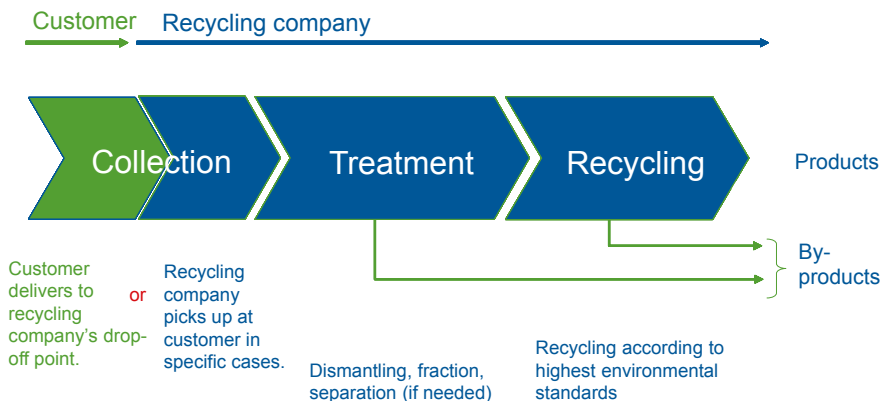 Customer
Recycling company
Collection
Treatment
Recycling
Products
By-
products
Customer
delivers to
recycling
company’s drop-
off point.
or
Recycling
company
picks up at
customer in
specific cases.
Dismantling, fraction,
separation (if needed)
Recycling according to
highest environmental
standards